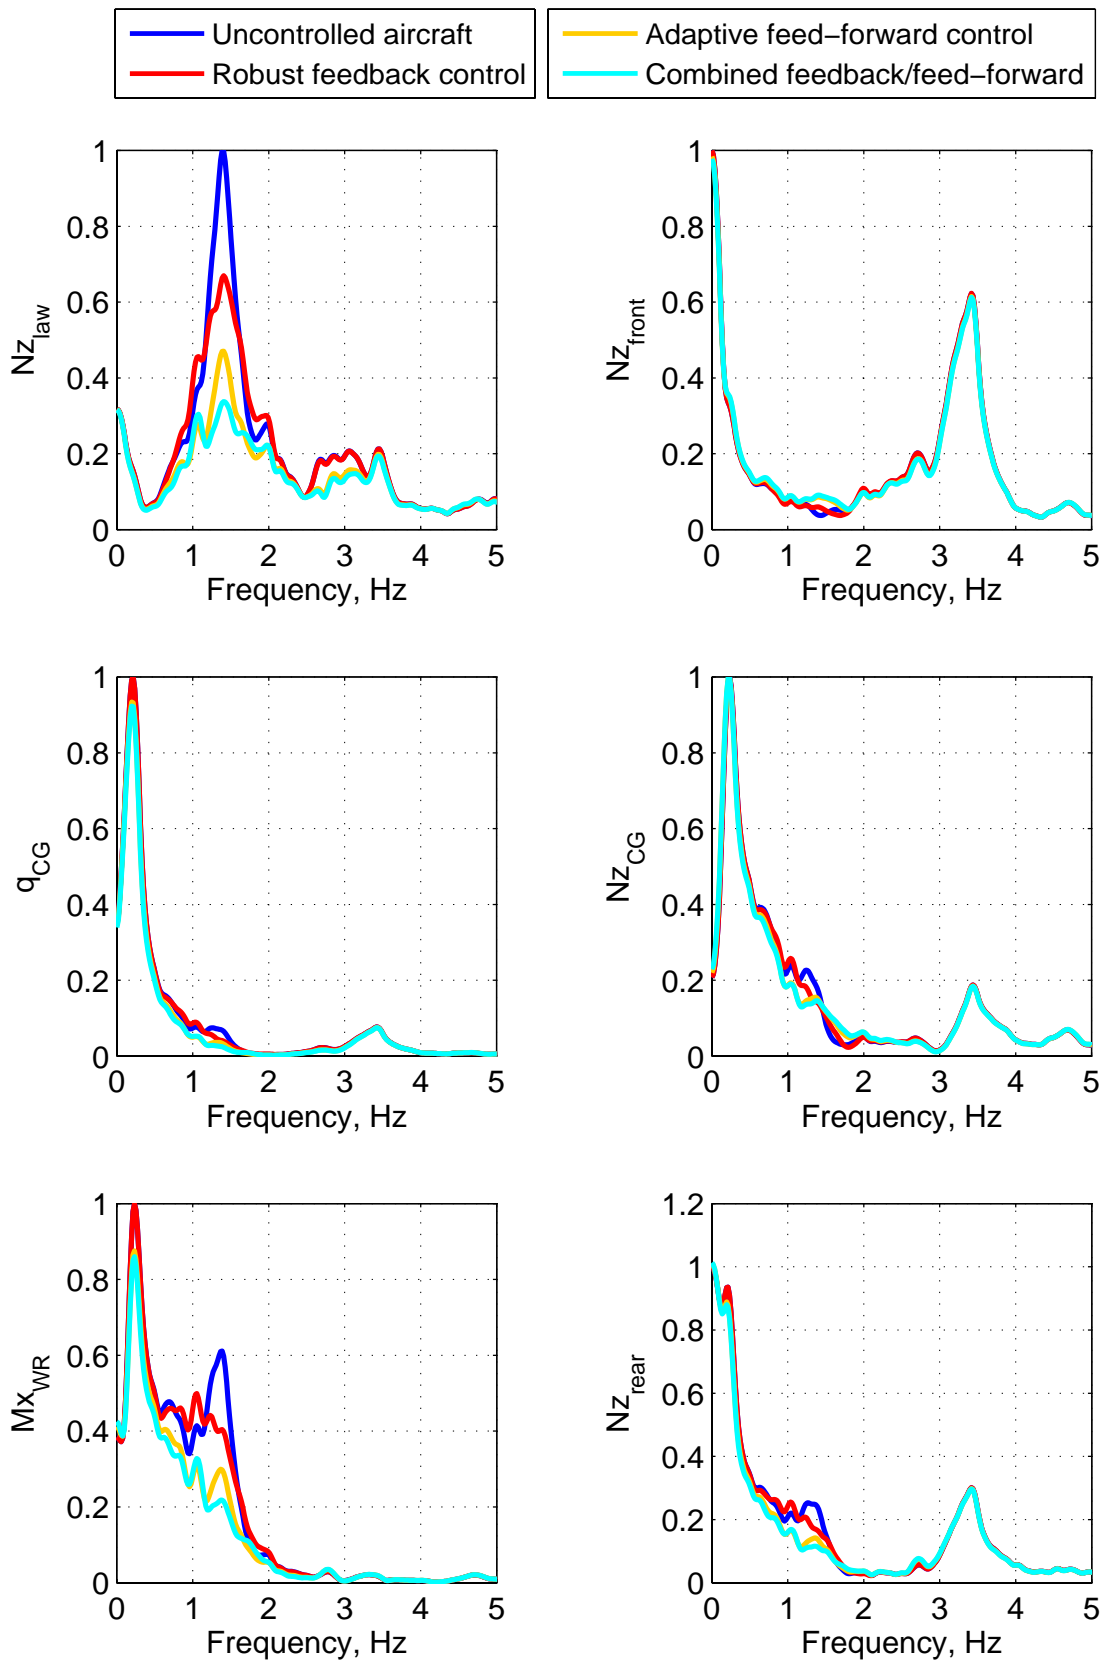 Uncontrolled aircraft
Robust feedback control
Adaptive feed−forward control
Combined feedback/feed−forward
1
0.8
0.6
0.4
0.2
0
Nz_law
0 1 2 3 4 5
Frequency, Hz
1
0.8
0.6
0.4
0.2
0
Nz_front
0 1 2 3 4 5
Frequency, Hz
1
0.8
0.6
0.4
0.2
0
q_CG
0 1 2 3 4 5
Frequency, Hz
1
0.8
0.6
0.4
0.2
0
Nz_CG
0 1 2 3 4 5
Frequency, Hz
1
0.8
0.6
0.4
0.2
0
Mx_WR
0 1 2 3 4 5
Frequency, Hz
1.2
1
0.8
0.6
0.4
0.2
0
Nz_rear
0 1 2 3 4 5
Frequency, Hz